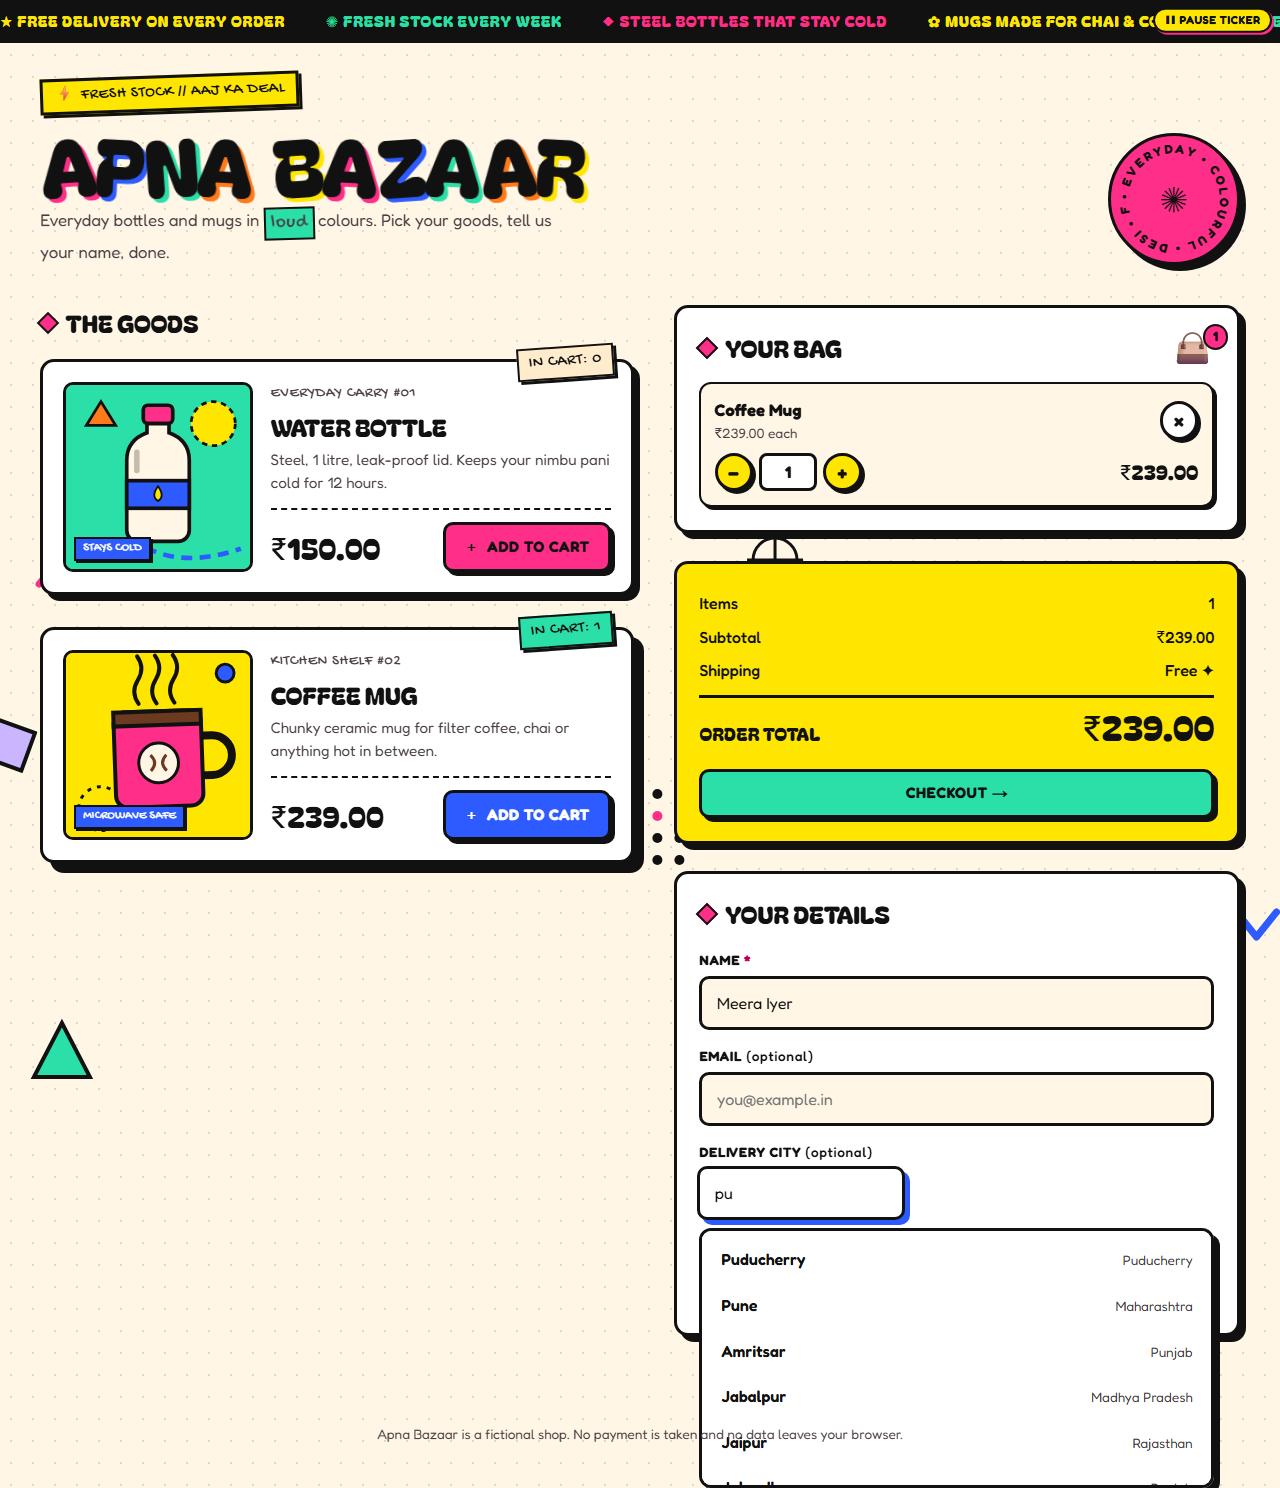 ★ FREE DELIVERY ON EVERY ORDER ✺ FRESH STOCK EVERY WEEK ◆ STEEL BOTTLES THAT STAY COLD ✿ MUGS MADE FOR CHAI &
PAUSE TICKER
⚡ FRESH STOCK // AAJ KA DEAL
APNA BAZAAR
Everyday bottles and mugs in loud colours. Pick your goods, tell us
your name, done.
EVERYDAY • COLOURFUL • DESI • F •
THE GOODS
IN CART: 0
EVERYDAY CARRY #01
WATER BOTTLE
Steel, 1 litre, leak-proof lid. Keeps your nimbu pani
cold for 12 hours.
STAYS COLD
₹150.00
+ ADD TO CART
IN CART: 1
KITCHEN SHELF #02
COFFEE MUG
Chunky ceramic mug for filter coffee, chai or
anything hot in between.
MICROWAVE SAFE
₹239.00
+ ADD TO CART
YOUR BAG
1
Coffee Mug
₹239.00 each
×
− 1 +
₹239.00
Items 1
Subtotal ₹239.00
Shipping Free ✦
ORDER TOTAL ₹239.00
CHECKOUT →
YOUR DETAILS
NAME *
Meera Iyer
EMAIL (optional)
you@example.in
DELIVERY CITY (optional)
pu
Puducherry Puducherry
Pune Maharashtra
Amritsar Punjab
Jabalpur Madhya Pradesh
Jaipur Rajasthan
Apna Bazaar is a fictional shop. No payment is taken and no data leaves your browser.